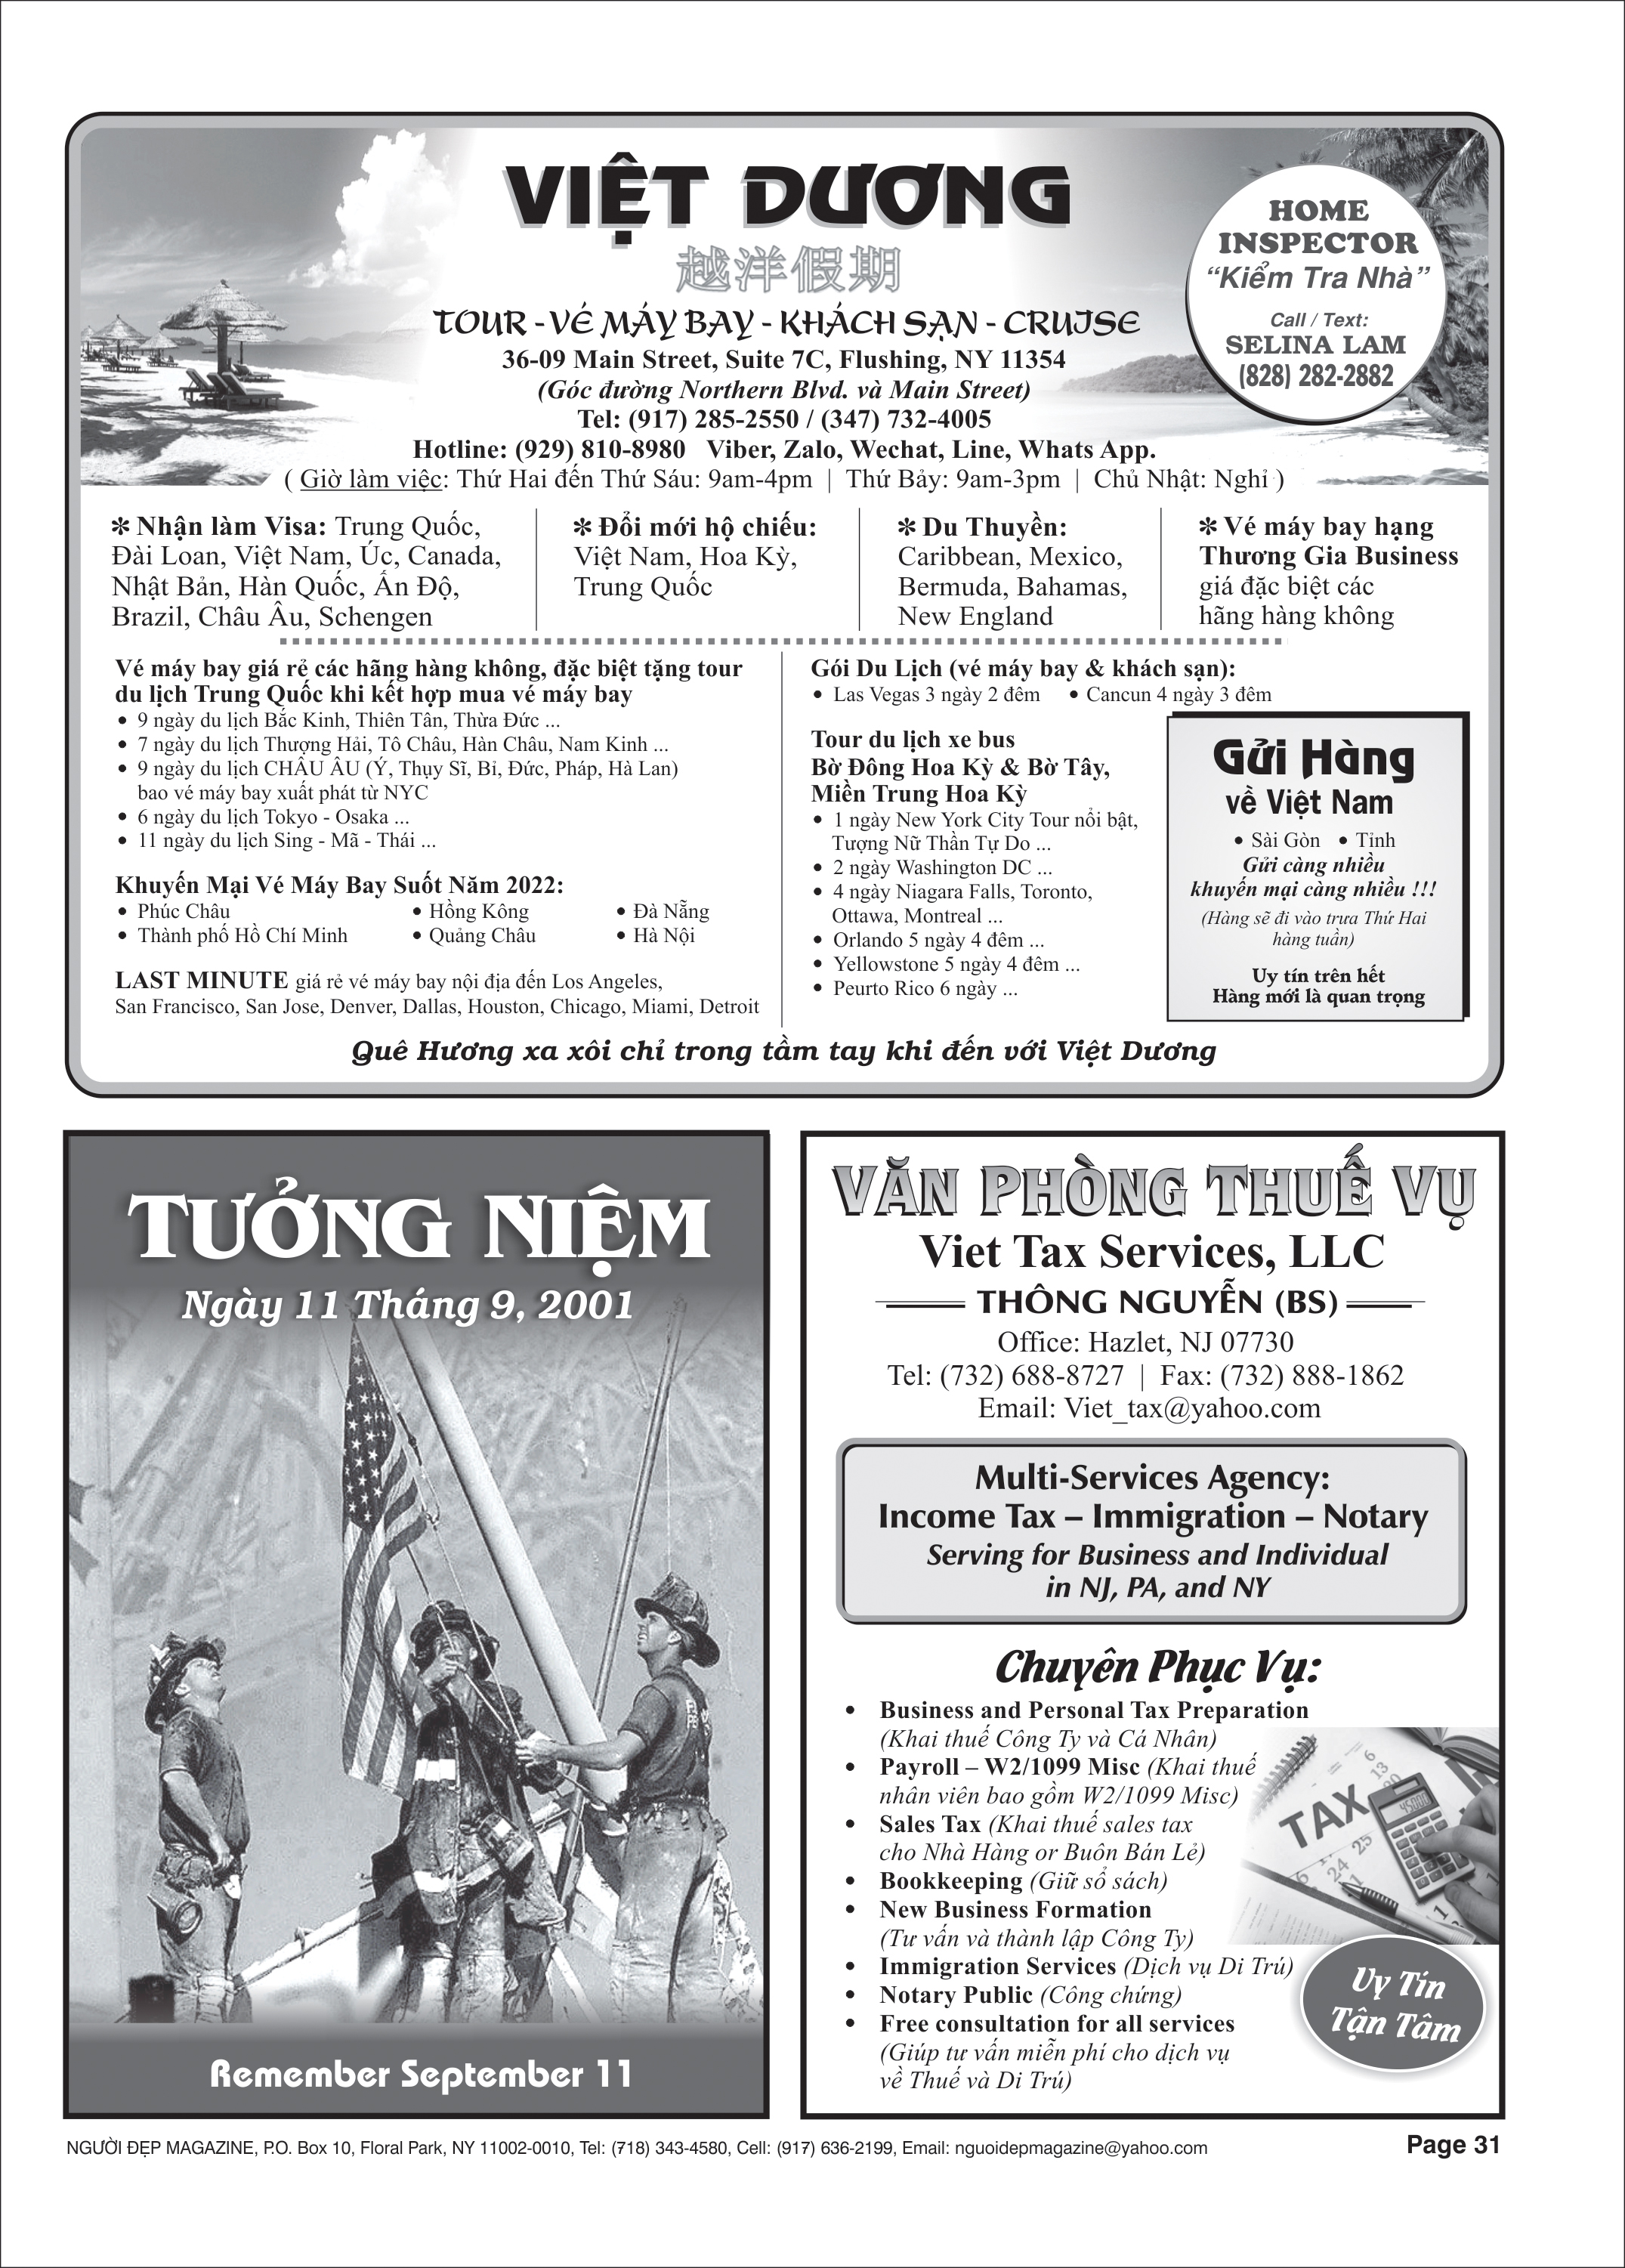 VIỆT DƯƠNG
越洋假期
TOUR - VÉ MÁY BAY - KHÁCH SẠN - CRUISE
36-09 Main Street, Suite 7C, Flushing, NY 11354
(Góc đường Northern Blvd. và Main Street)
Tel: (917) 285-2550 / (347) 732-4005
Hotline: (929) 810-8980 Viber, Zalo, Wechat, Line, Whats App.
( Giờ làm việc: Thứ Hai đến Thứ Sáu: 9am-4pm | Thứ Bảy: 9am-3pm | Chủ Nhật: Nghỉ )
HOME
INSPECTOR
“Kiểm Tra Nhà”
Call / Text:
SELINA LAM
(828) 282-2882
✻ Nhận làm Visa: Trung Quốc,
Đài Loan, Việt Nam, Úc, Canada,
Nhật Bản, Hàn Quốc, Ấn Độ,
Brazil, Châu Âu, Schengen
✻ Đổi mới hộ chiếu:
Việt Nam, Hoa Kỳ,
Trung Quốc
✻ Du Thuyền:
Caribbean, Mexico,
Bermuda, Bahamas,
New England
✻ Vé máy bay hạng
Thương Gia Business
giá đặc biệt các
hãng hàng không
Vé máy bay giá rẻ các hãng hàng không, đặc biệt tặng tour
du lịch Trung Quốc khi kết hợp mua vé máy bay
• 9 ngày du lịch Bắc Kinh, Thiên Tân, Thừa Đức ...
• 7 ngày du lịch Thượng Hải, Tô Châu, Hàn Châu, Nam Kinh ...
• 9 ngày du lịch CHÂU ÂU (Ý, Thụy Sĩ, Bỉ, Đức, Pháp, Hà Lan)
bao vé máy bay xuất phát từ NYC
• 6 ngày du lịch Tokyo - Osaka ...
• 11 ngày du lịch Sing - Mã - Thái ...
Khuyến Mại Vé Máy Bay Suốt Năm 2022:
• Phúc Châu • Hồng Kông • Đà Nẵng
• Thành phố Hồ Chí Minh • Quảng Châu • Hà Nội
LAST MINUTE giá rẻ vé máy bay nội địa đến Los Angeles,
San Francisco, San Jose, Denver, Dallas, Houston, Chicago, Miami, Detroit
Gói Du Lịch (vé máy bay & khách sạn):
• Las Vegas 3 ngày 2 đêm • Cancun 4 ngày 3 đêm
Tour du lịch xe bus
Bờ Đông Hoa Kỳ & Bờ Tây,
Miền Trung Hoa Kỳ
• 1 ngày New York City Tour nổi bật,
Tượng Nữ Thần Tự Do ...
• 2 ngày Washington DC ...
• 4 ngày Niagara Falls, Toronto,
Ottawa, Montreal ...
• Orlando 5 ngày 4 đêm ...
• Yellowstone 5 ngày 4 đêm ...
• Peurto Rico 6 ngày ...
Gửi Hàng
về Việt Nam
• Sài Gòn • Tỉnh
Gửi càng nhiều
khuyến mại càng nhiều !!!
(Hàng sẽ đi vào trưa Thứ Hai
hàng tuần)
Uy tín trên hết
Hàng mới là quan trọng
Quê Hương xa xôi chỉ trong tầm tay khi đến với Việt Dương
TƯỞNG NIỆM
Ngày 11 Tháng 9, 2001
Remember September 11
VĂN PHÒNG THUẾ VỤ
Viet Tax Services, LLC
THÔNG NGUYỄN (BS)
Office: Hazlet, NJ 07730
Tel: (732) 688-8727 | Fax: (732) 888-1862
Email: Viet_tax@yahoo.com
Multi-Services Agency:
Income Tax – Immigration – Notary
Serving for Business and Individual
in NJ, PA, and NY
Chuyên Phục Vụ:
• Business and Personal Tax Preparation
(Khai thuế Công Ty và Cá Nhân)
• Payroll – W2/1099 Misc (Khai thuế
nhân viên bao gồm W2/1099 Misc)
• Sales Tax (Khai thuế sales tax
cho Nhà Hàng or Buôn Bán Lẻ)
• Bookkeeping (Giữ sổ sách)
• New Business Formation
(Tư vấn và thành lập Công Ty)
• Immigration Services (Dịch vụ Di Trú)
• Notary Public (Công chứng)
• Free consultation for all services
(Giúp tư vấn miễn phí cho dịch vụ
về Thuế và Di Trú)
TAX
Uy Tín
Tận Tâm
NGƯỜI ĐẸP MAGAZINE, P.O. Box 10, Floral Park, NY 11002-0010, Tel: (718) 343-4580, Cell: (917) 636-2199, Email: nguoidepmagazine@yahoo.com
Page 31